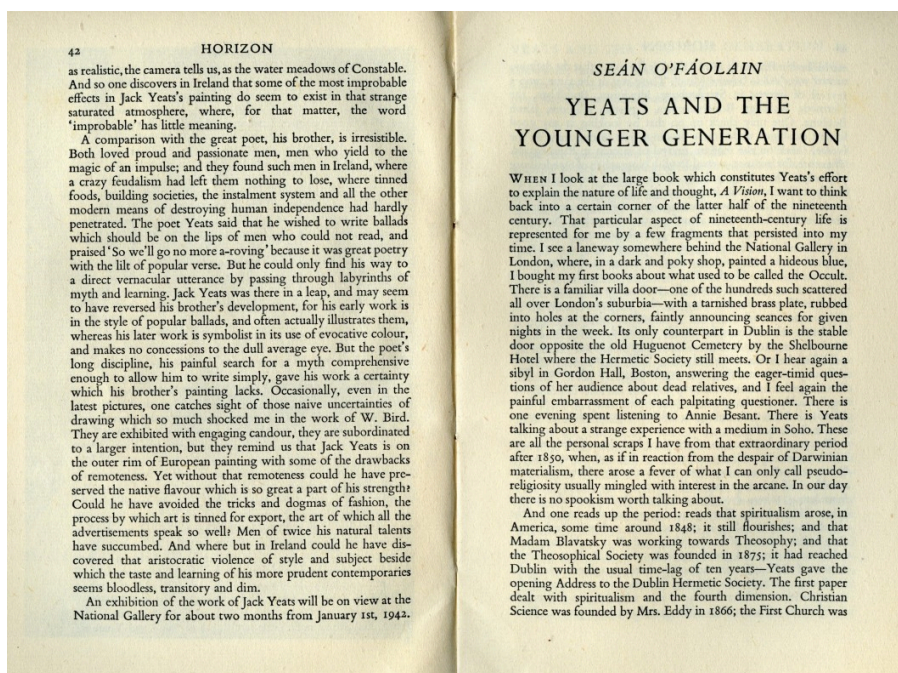 42 HORIZON
as realistic, the camera tells us, as the water meadows of Constable.
And so one discovers in Ireland that some of the most improbable
effects in Jack Yeats's painting do seem to exist in that strange
saturated atmosphere, where, for that matter, the word
'improbable' has little meaning.
A comparison with the great poet, his brother, is irresistible.
Both loved proud and passionate men, men who yield to the
magic of an impulse; and they found such men in Ireland, where
a crazy feudalism had left them nothing to lose, where tinned
foods, building societies, the instalment system and all the other
modern means of destroying human independence had hardly
penetrated. The poet Yeats said that he wished to write ballads
which should be on the lips of men who could not read, and
praised 'So we'll go no more a-roving' because it was great poetry
with the lilt of popular verse. But he could only find his way to
a direct vernacular utterance by passing through labyrinths of
myth and learning. Jack Yeats was there in a leap, and may seem
to have reversed his brother's development, for his early work is
in the style of popular ballads, and often actually illustrates them,
whereas his later work is symbolist in its use of evocative colour,
and makes no concessions to the dull average eye. But the poet's
long discipline, his painful search for a myth comprehensive
enough to allow him to write simply, gave his work a certainty
which his brother's painting lacks. Occasionally, even in the
latest pictures, one catches sight of those naive uncertainties of
drawing which so much shocked me in the work of W. Bird.
They are exhibited with engaging candour, they are subordinated
to a larger intention, but they remind us that Jack Yeats is on
the outer rim of European painting with some of the drawbacks
of remoteness. Yet without that remoteness could he have pre-
served the native flavour which is so great a part of his strength?
Could he have avoided the tricks and dogmas of fashion, the
process by which art is tinned for export, the art of which all the
advertisements speak so well? Men of twice his natural talents
have succumbed. And where but in Ireland could he have dis-
covered that aristocratic violence of style and subject beside
which the taste and learning of his more prudent contemporaries
seems bloodless, transitory and dim.
An exhibition of the work of Jack Yeats will be on view at the
National Gallery for about two months from January 1st, 1942.
SEÁN O'FÁOLAIN
YEATS AND THE
YOUNGER GENERATION
WHEN I look at the large book which constitutes Yeats's effort
to explain the nature of life and thought, A Vision, I want to think
back into a certain corner of the latter half of the nineteenth
century. That particular aspect of nineteenth-century life is
represented for me by a few fragments that persisted into my
time. I see a laneway somewhere behind the National Gallery in
London, where, in a dark and poky shop, painted a hideous blue,
I bought my first books about what used to be called the Occult.
There is a familiar villa door—one of the hundreds such scattered
all over London's suburbia—with a tarnished brass plate, rubbed
into holes at the corners, faintly announcing seances for given
nights in the week. Its only counterpart in Dublin is the stable
door opposite the old Huguenot Cemetery by the Shelbourne
Hotel where the Hermetic Society still meets. Or I hear again a
sibyl in Gordon Hall, Boston, answering the eager-timid ques-
tions of her audience about dead relatives, and I feel again the
painful embarrassment of each palpitating questioner. There is
one evening spent listening to Annie Besant. There is Yeats
talking about a strange experience with a medium in Soho. These
are all the personal scraps I have from that extraordinary period
after 1850, when, as if in reaction from the despair of Darwinian
materialism, there arose a fever of what I can only call pseudo-
religiosity usually mingled with interest in the arcane. In our day
there is no spookism worth talking about.
And one reads up the period: reads that spiritualism arose, in
America, some time around 1848; it still flourishes; and that
Madam Blavatsky was working towards Theosophy; and that
the Theosophical Society was founded in 1875; it had reached
Dublin with the usual time-lag of ten years—Yeats gave the
opening Address to the Dublin Hermetic Society. The first paper
dealt with spiritualism and the fourth dimension. Christian
Science was founded by Mrs. Eddy in 1866; the First Church was